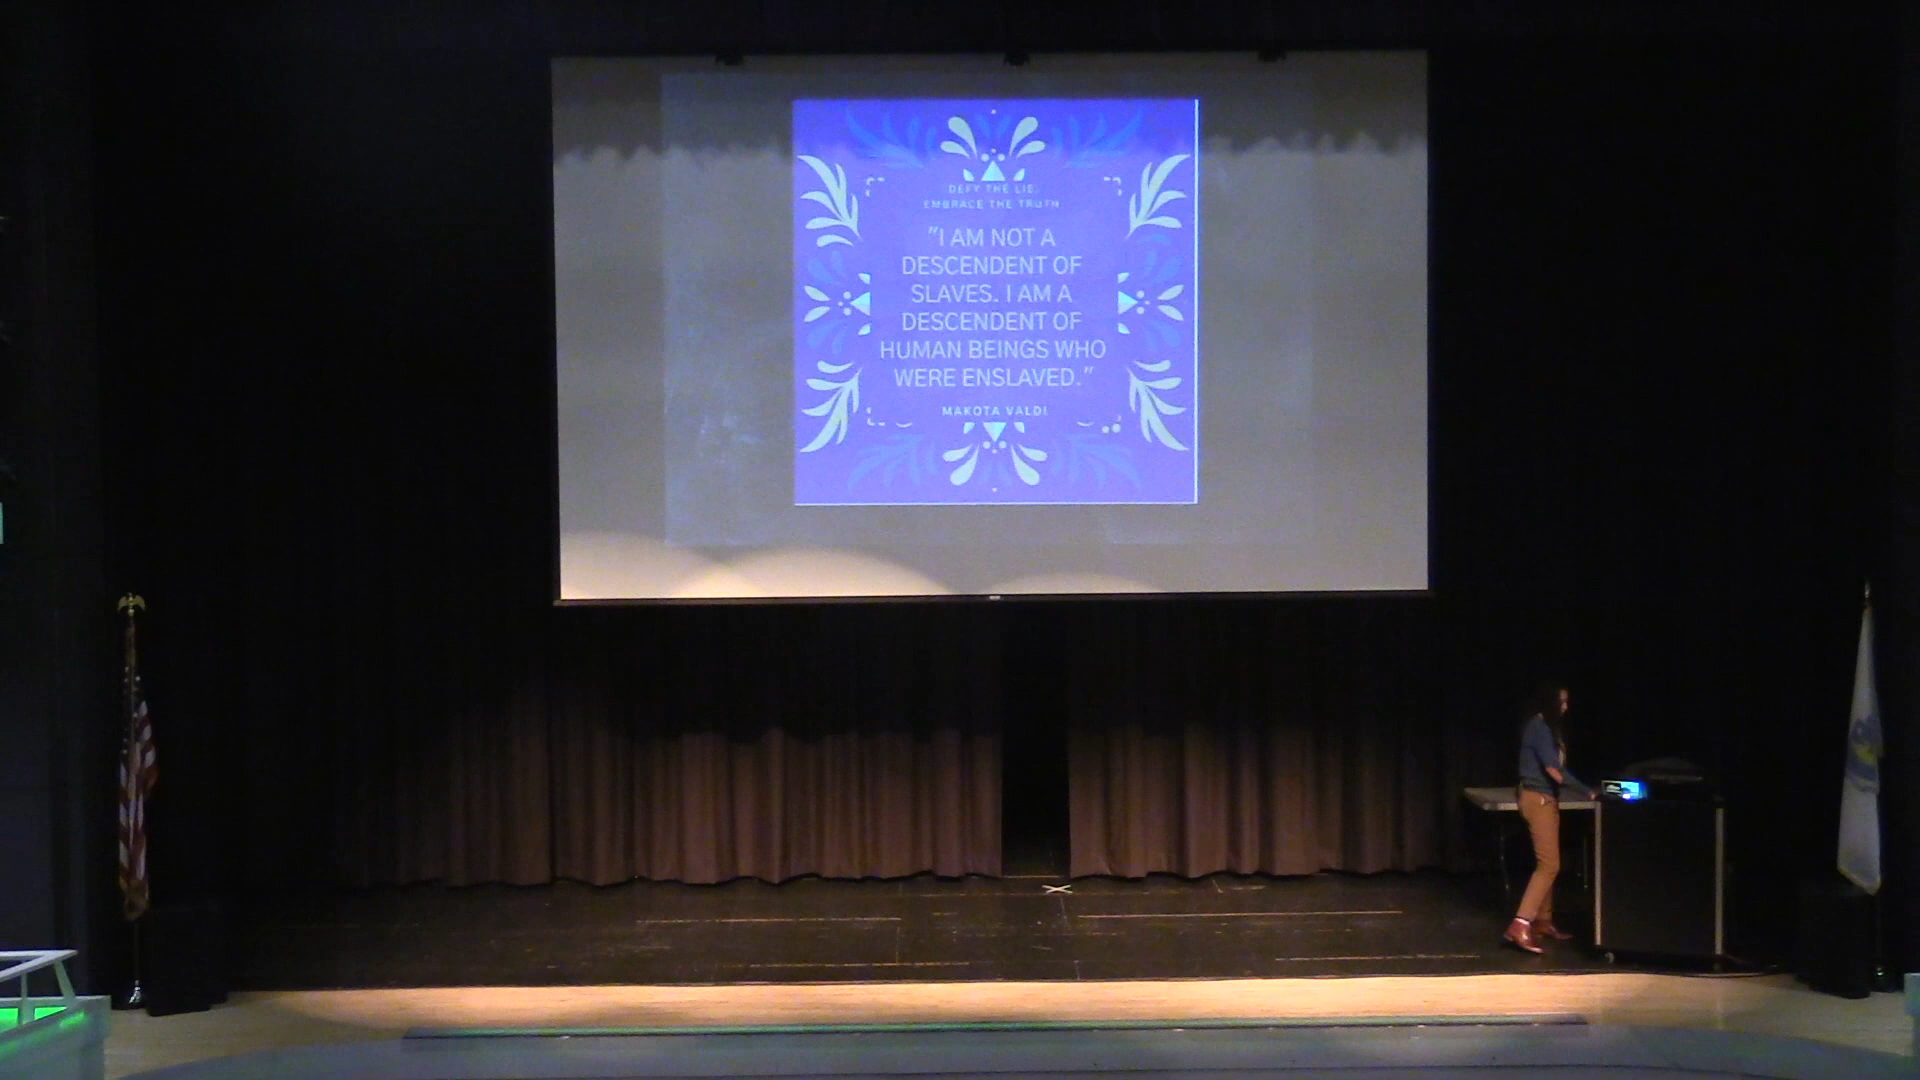 DEFY THE LIE.
EMBRACE THE TRUTH
"I AM NOT A
DESCENDENT OF
SLAVES. I AM A
DESCENDENT OF
HUMAN BEINGS WHO
WERE ENSLAVED."
MAKOTA VALDI